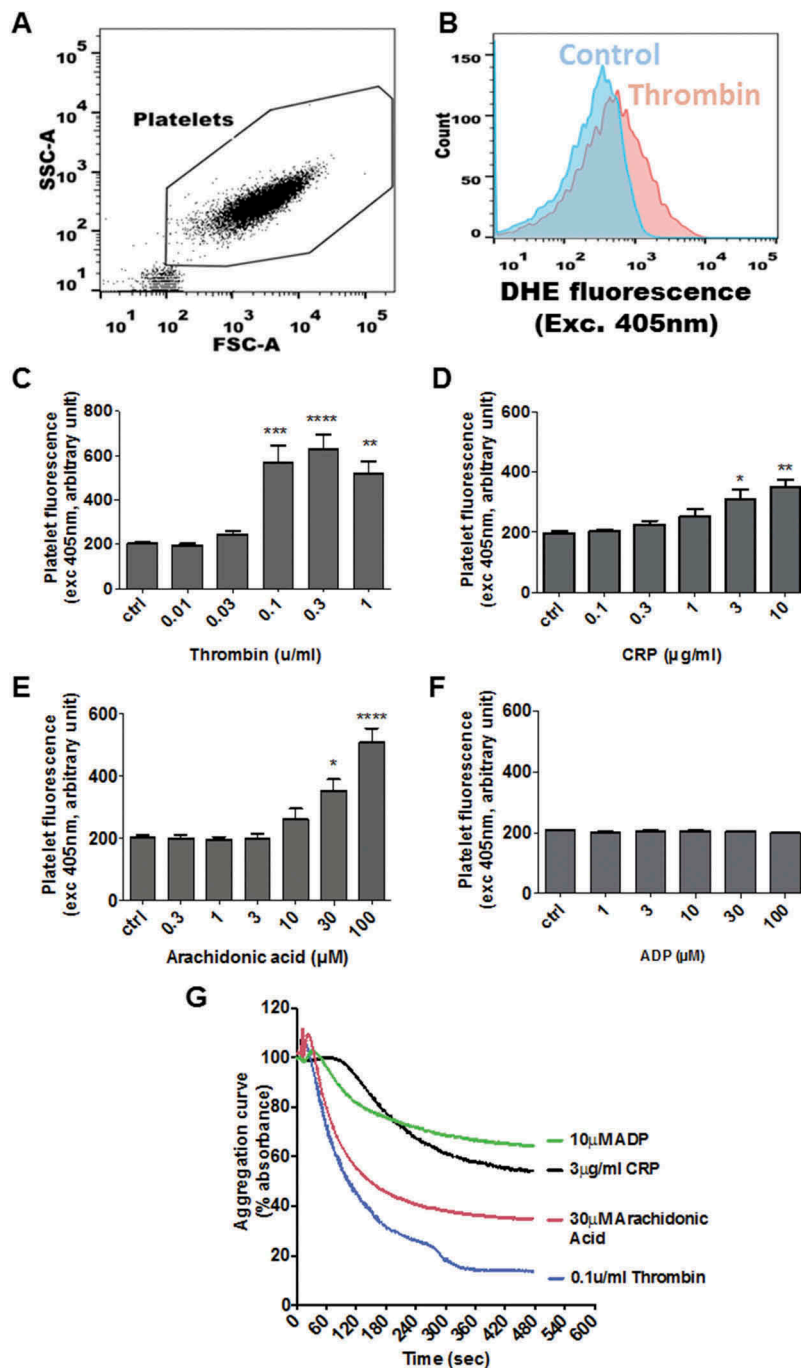 A
SSC-A
10⁵
10⁴
10³
10²
10¹
Platelets
10¹ 10² 10³ 10⁴ 10⁵
FSC-A
B
Count
150
100
50
0
Control
Thrombin
10¹ 10² 10³ 10⁴ 10⁵
DHE fluorescence
(Exc. 405nm)
C
Platelet fluorescence
(exc 405nm, arbitrary unit)
800
600
400
200
0
*** **** **
ctrl 0.01 0.03 0.1 0.3 1
Thrombin (u/ml)
D
Platelet fluorescence
(exc 405nm, arbitrary unit)
600
400
200
0
* **
ctrl 0.1 0.3 1 3 10
CRP (µg/ml)
E
Platelet fluorescence
(exc 405nm, arbitrary unit)
600
400
200
0
* ****
ctrl 0.3 1 3 10 30 100
Arachidonic acid (µM)
F
Platelet fluorescence
(exc 405nm, arbitrary unit)
600
400
200
0
ctrl 1 3 10 30 100
ADP (µM)
G
Aggregation curve
(% absorbance)
120
100
80
60
40
20
0
10µM ADP
3µg/ml CRP
30µM Arachidonic
Acid
0.1u/ml Thrombin
0 60 120 180 240 300 360 420 480 540 600
Time (sec)